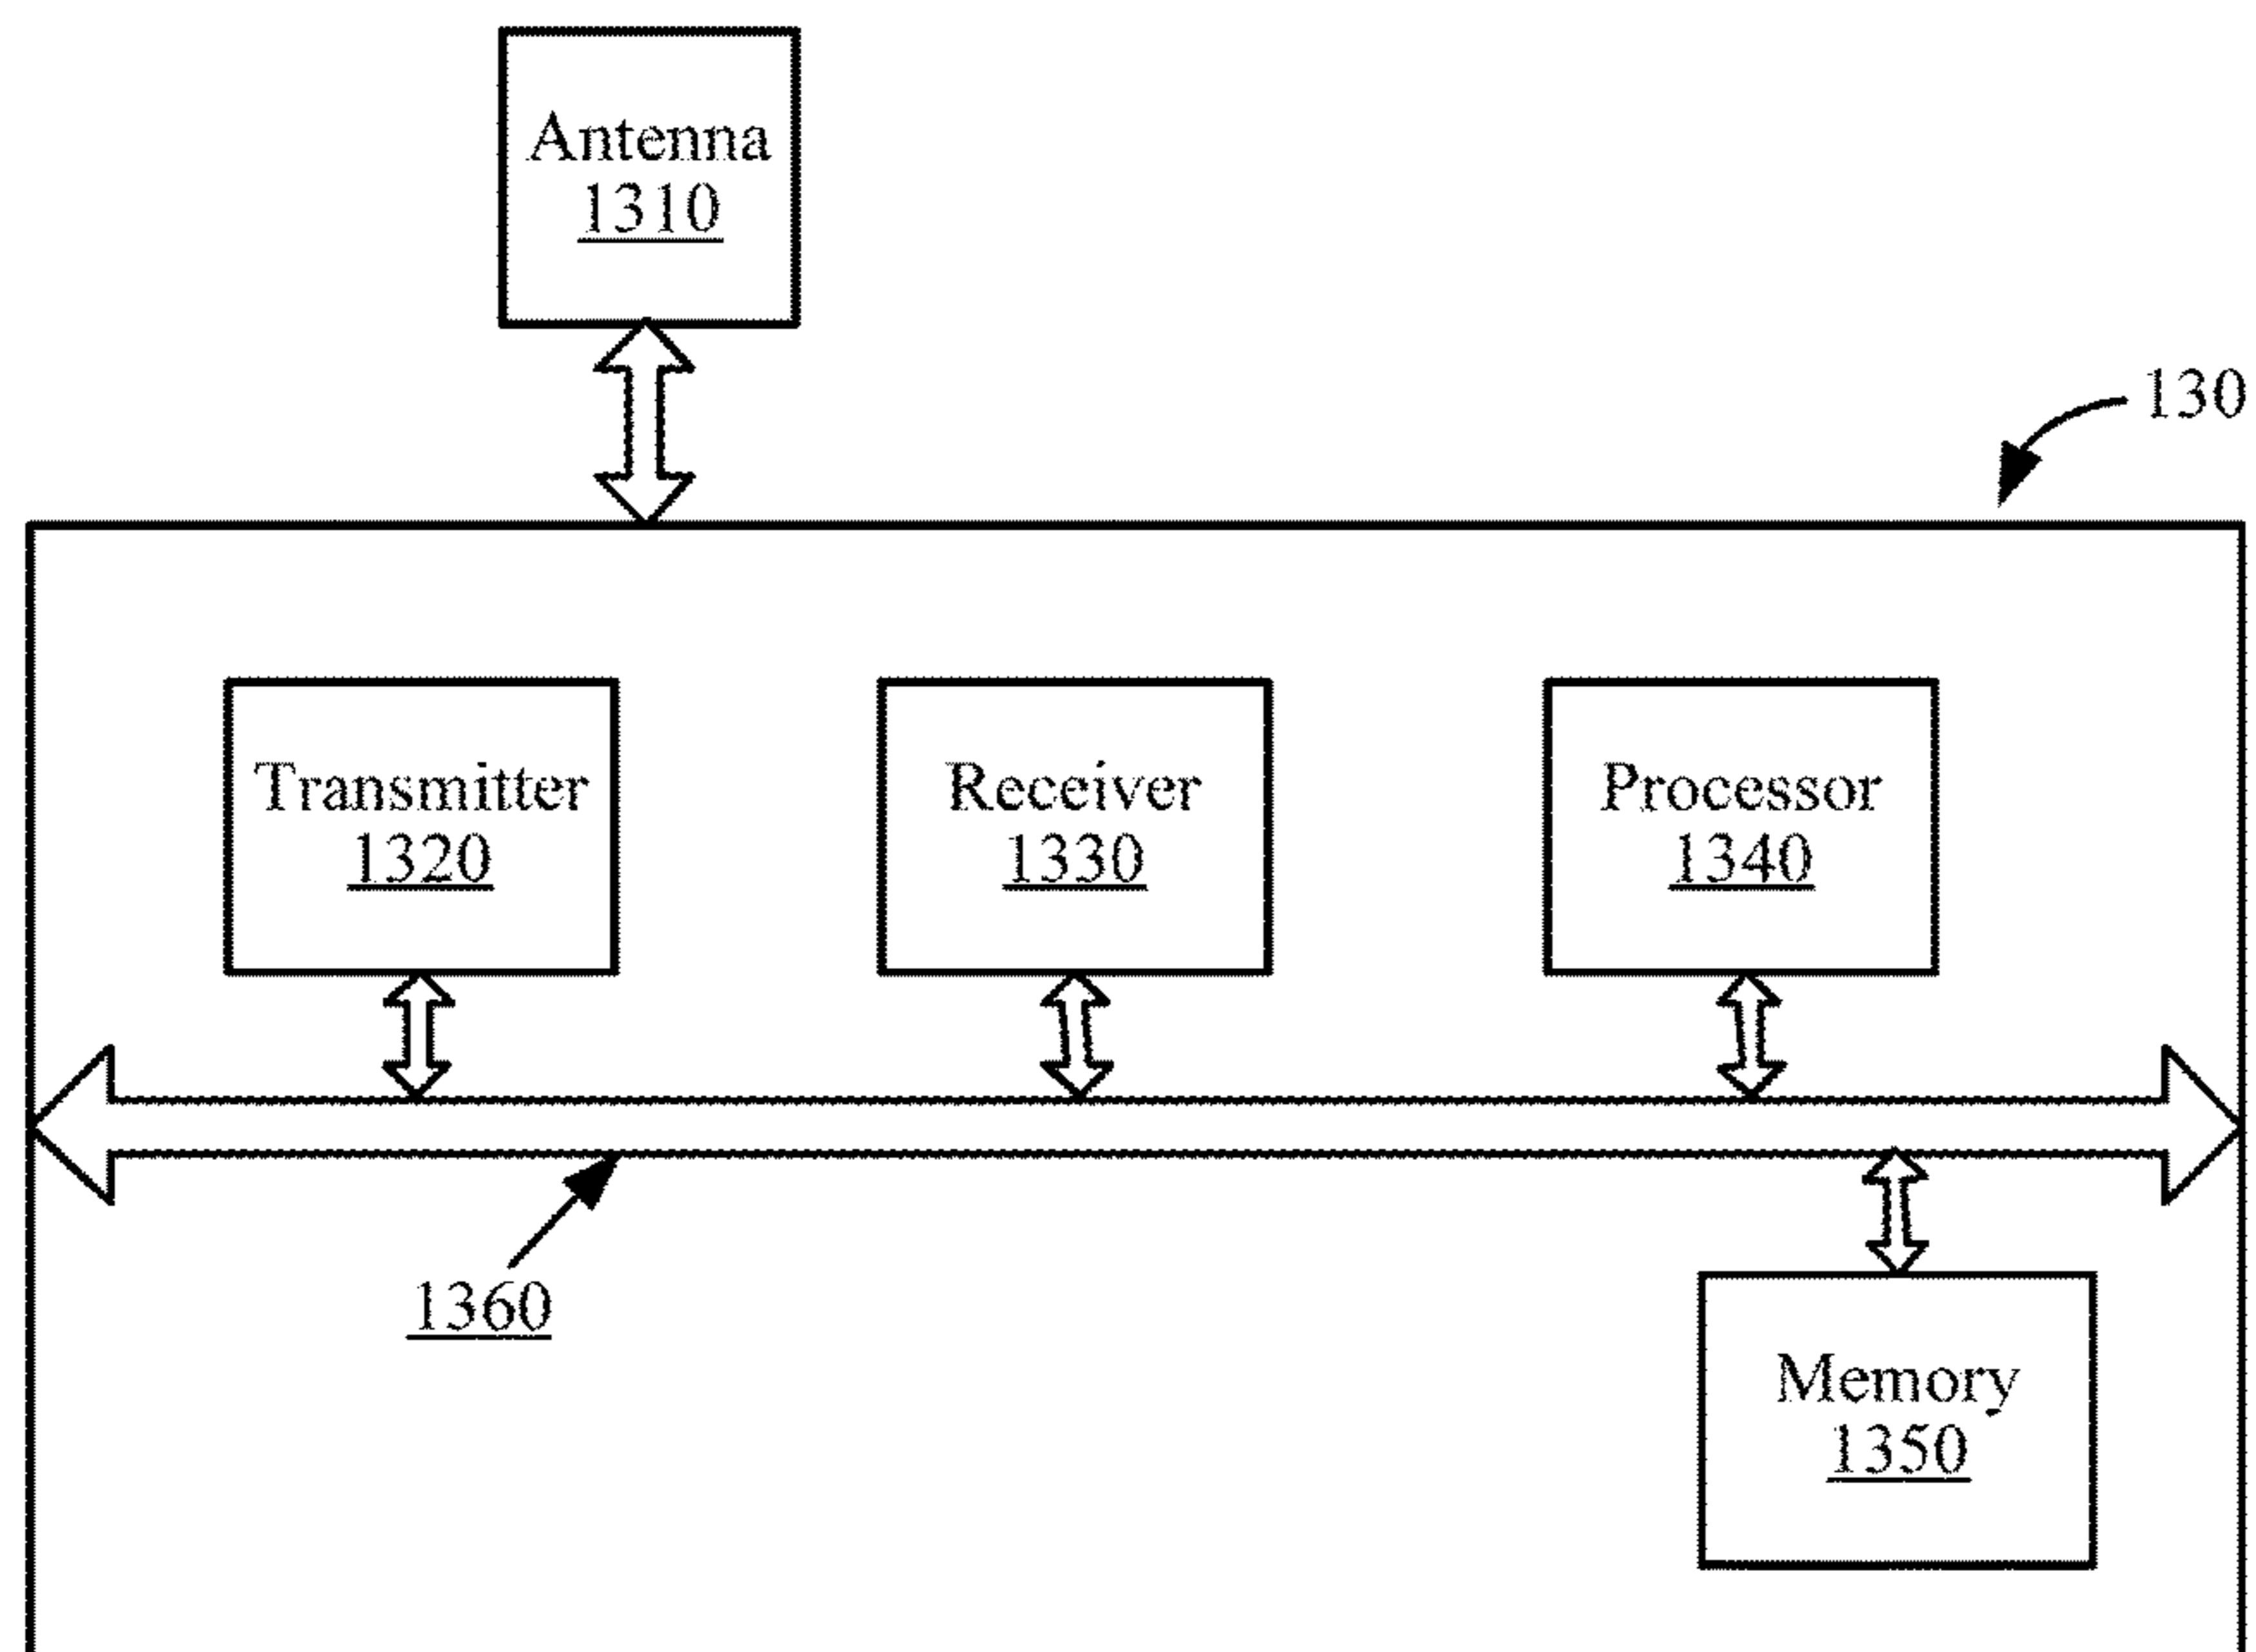 Antenna
1310
130
Transmitter
1320
Receiver
1330
Processor
1340
1360
Memory
1350